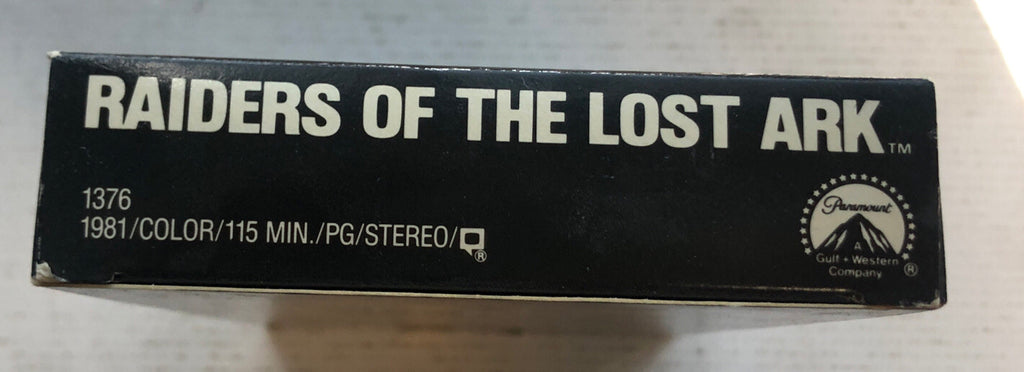 RAIDERS OF THE LOST ARK™
1376
1981/COLOR/115 MIN./PG/STEREO/
®
Paramount
A
Gulf + Western
Company ®